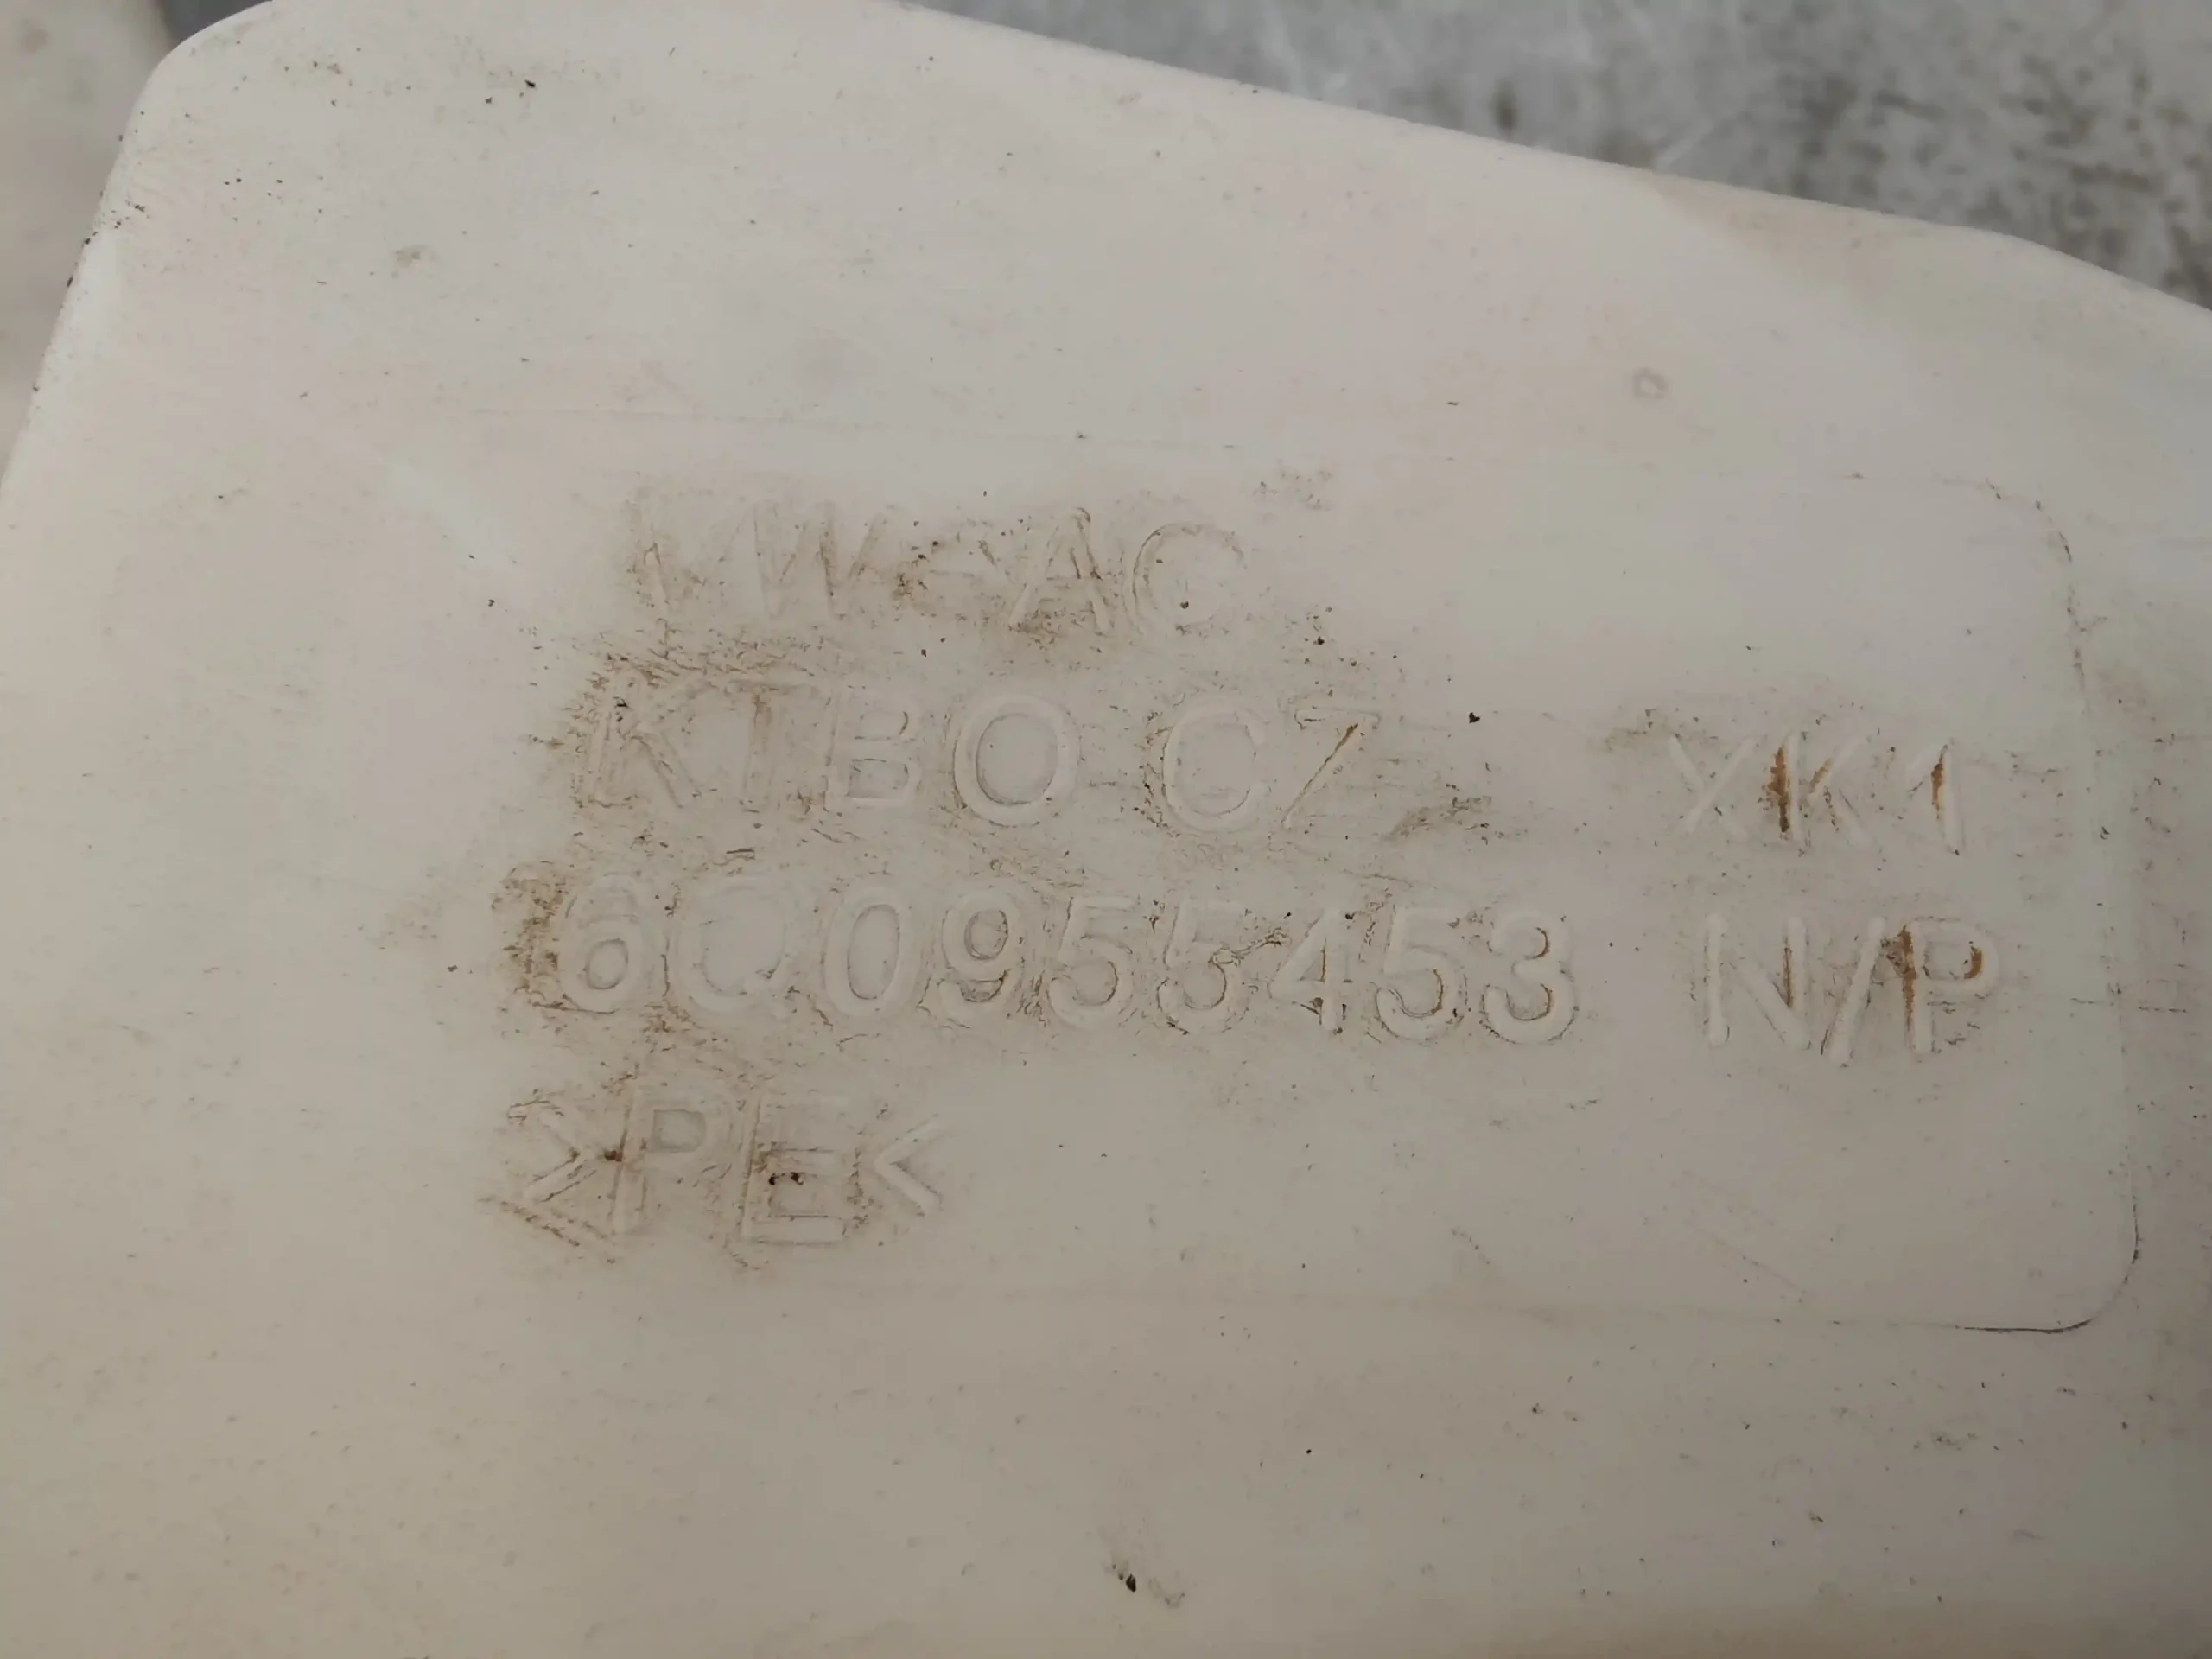 VW-AG
KTBO CZ XK1
6Q0955453 N/P
>PE<